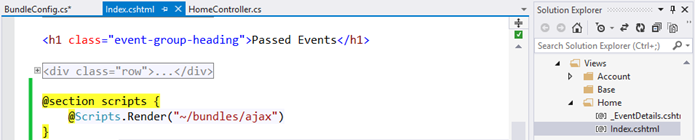 BundleConfig.cs*
Index.cshtml
HomeController.cs
<h1 class="event-group-heading">Passed Events</h1>
<div class="row">...</div>
@section scripts {
@Scripts.Render("~/bundles/ajax")
}
Solution Explorer
Search Solution Explorer (Ctrl+;)
Views
Account
Base
Home
[@] _EventDetails.cshtm
[@] Index.cshtml